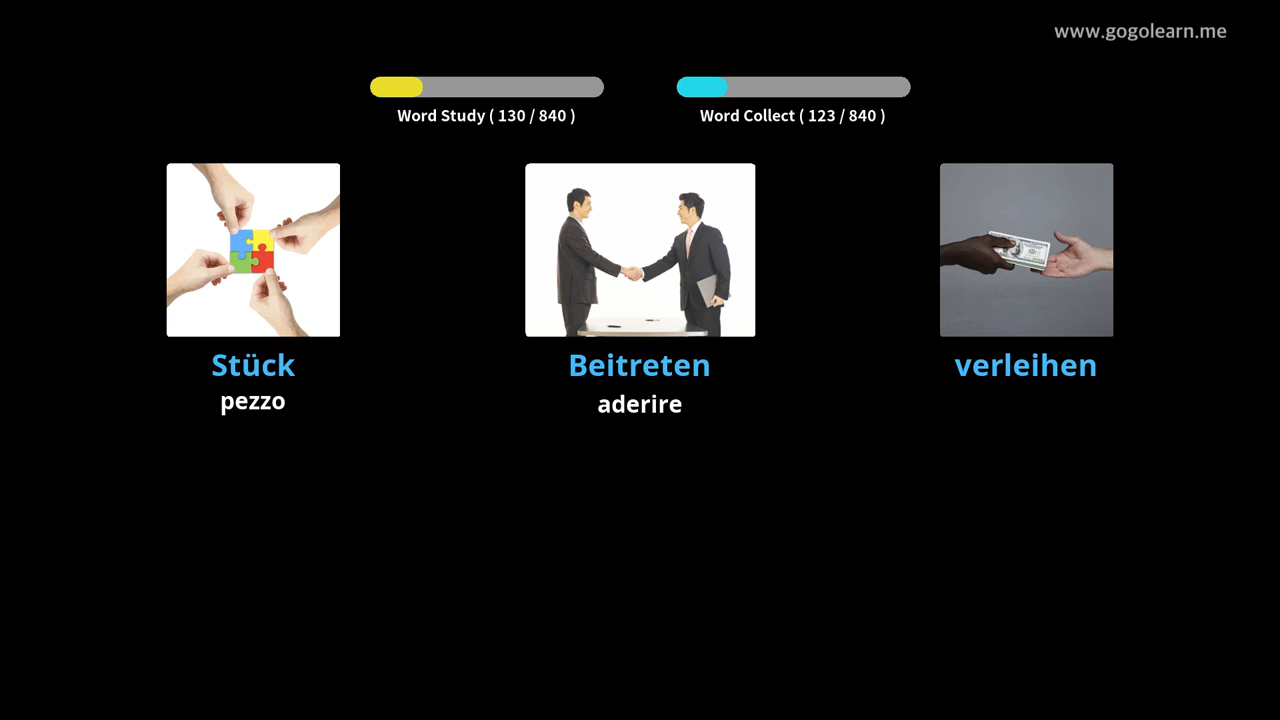 www.gogolearn.me
Word Study ( 130 / 840 )
Word Collect ( 123 / 840 )
Stück
pezzo
Beitreten
aderire
verleihen